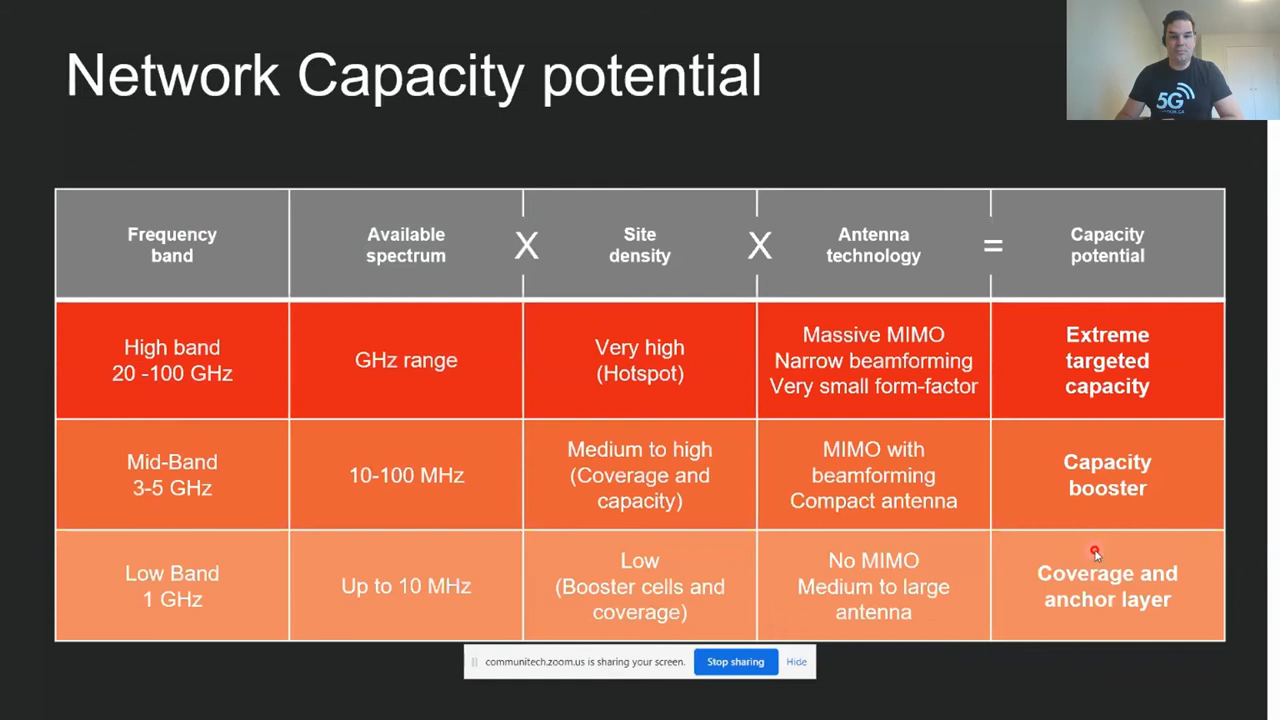 Network Capacity potential
5G
Frequency
band
Available
spectrum
X
Site
density
X
Antenna
technology
=
Capacity
potential
High band
20 -100 GHz
GHz range
Very high
(Hotspot)
Massive MIMO
Narrow beamforming
Very small form-factor
Extreme
targeted
capacity
Mid-Band
3-5 GHz
10-100 MHz
Medium to high
(Coverage and
capacity)
MIMO with
beamforming
Compact antenna
Capacity
booster
Low Band
1 GHz
Up to 10 MHz
Low
(Booster cells and
coverage)
No MIMO
Medium to large
antenna
Coverage and
anchor layer
communitech.zoom.us is sharing your screen.
Stop sharing
Hide